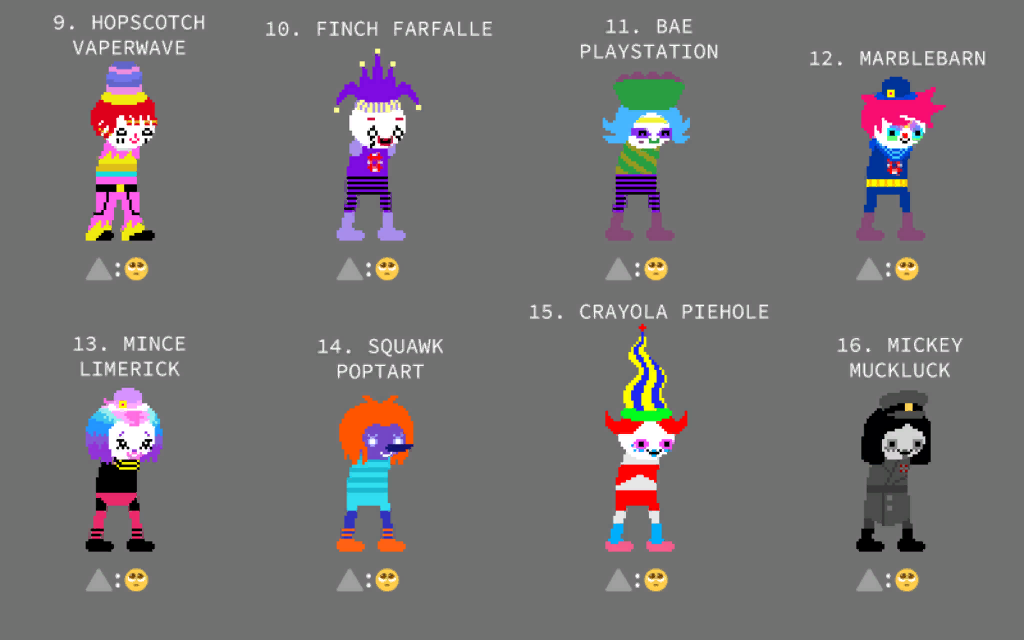 9. HOPSCOTCH
VAPERWAVE
10. FINCH FARFALLE
11. BAE
PLAYSTATION
12. MARBLEBARN
:
:
:
:
13. MINCE
LIMERICK
14. SQUAWK
POPTART
15. CRAYOLA PIEHOLE
16. MICKEY
MUCKLUCK
:
:
:
: